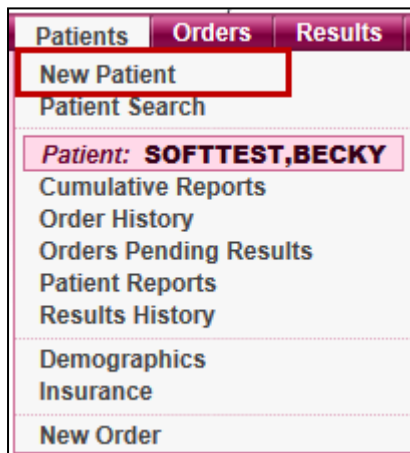 Patients Orders Results
New Patient
Patient Search
Patient: SOFTTEST,BECKY
Cumulative Reports
Order History
Orders Pending Results
Patient Reports
Results History
Demographics
Insurance
New Order